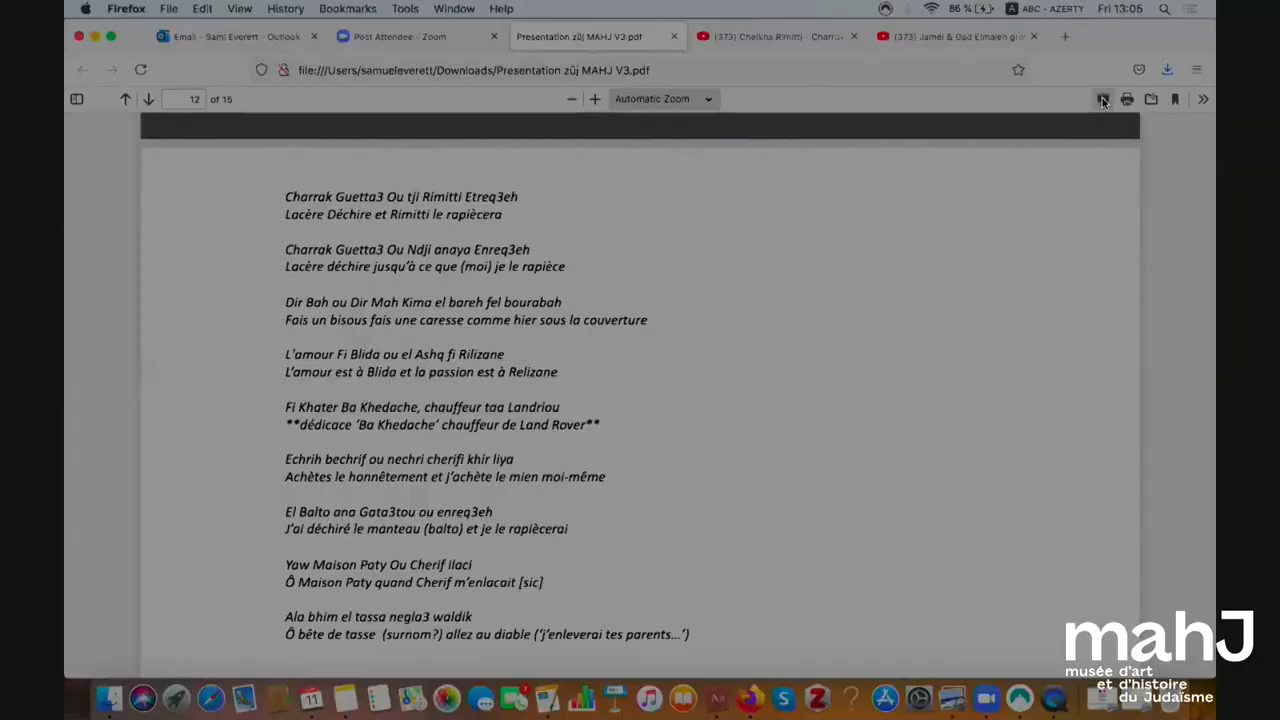 Firefox File Edit View History Bookmarks Tools Window Help 86 % ABC - AZERTY Fri 13:05
Email - Sami Everett - Outlook Post Attendee - Zoom Presentation zûj MAHJ V3.pdf (373) Cheikha Rimitti - Charra (373) Jamel & Gad Elmaleh gro
file:///Users/samueleverett/Downloads/Presentation zûj MAHJ V3.pdf
12 of 15 Automatic Zoom
Charrak Guetta3 Ou tji Rimitti Etreq3eh
Lacère Déchire et Rimitti le rapiècera
Charrak Guetta3 Ou Ndji anaya Enreq3eh
Lacère déchire jusqu'à ce que (moi) je le rapièce
Dir Bah ou Dir Mah Kima el bareh fel bourabah
Fais un bisous fais une caresse comme hier sous la couverture
L'amour Fi Blida ou el Ashq fi Rilizane
L'amour est à Blida et la passion est à Relizane
Fi Khater Ba Khedache, chauffeur taa Landriou
**dédicace 'Ba Khedache' chauffeur de Land Rover**
Echrih bechrif ou nechri cherifi khir liya
Achètes le honnêtement et j'achète le mien moi-même
El Balto ana Gata3tou ou enreq3eh
J'ai déchiré le manteau (balto) et je le rapiècerai
Yaw Maison Paty Ou Cherif ilaci
Ô Maison Paty quand Cherif m'enlacait [sic]
Ala bhim el tassa negla3 waldik
Ô bête de tasse (surnom?) allez au diable ('j'enleverai tes parents...')
mahJ
musée d'art
et d'histoire
du Judaïsme